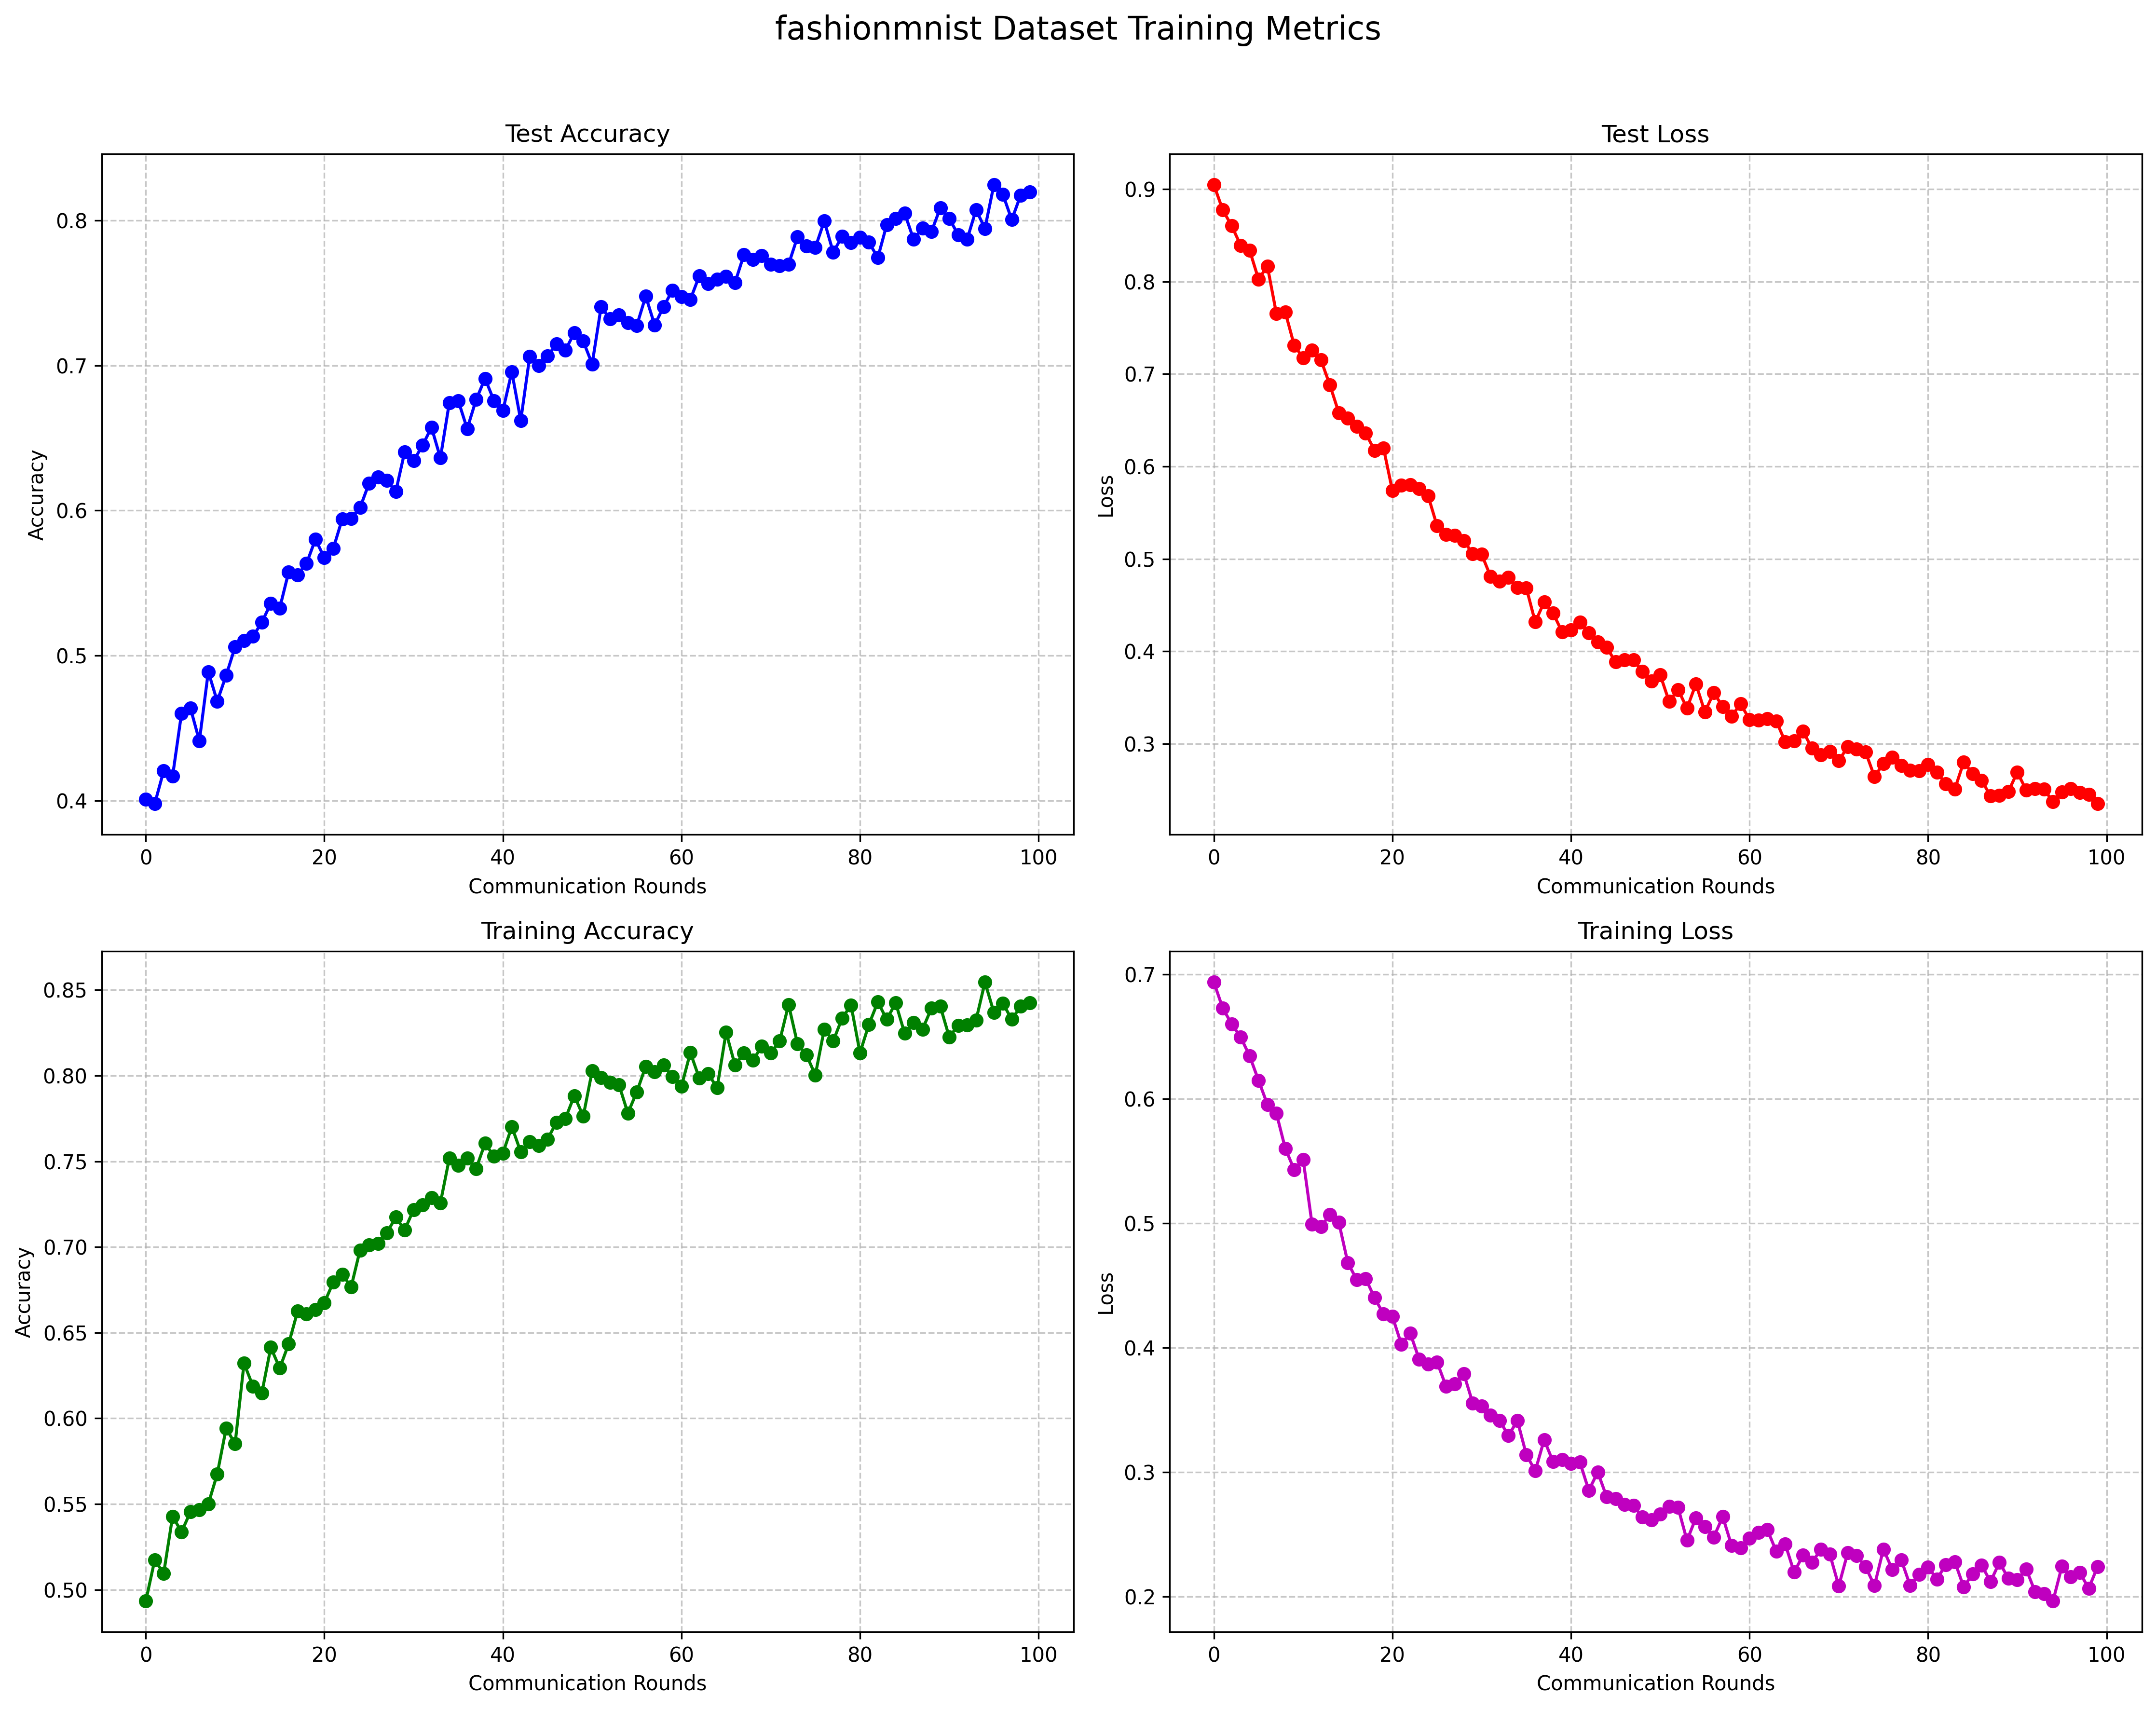 fashionmnist Dataset Training Metrics
Test Accuracy
Accuracy
0.8
0.7
0.6
0.5
0.4
0 20 40 60 80 100
Communication Rounds
Test Loss
Loss
0.9
0.8
0.7
0.6
0.5
0.4
0.3
0 20 40 60 80 100
Communication Rounds
Training Accuracy
Accuracy
0.85
0.80
0.75
0.70
0.65
0.60
0.55
0.50
0 20 40 60 80 100
Communication Rounds
Training Loss
Loss
0.7
0.6
0.5
0.4
0.3
0.2
0 20 40 60 80 100
Communication Rounds